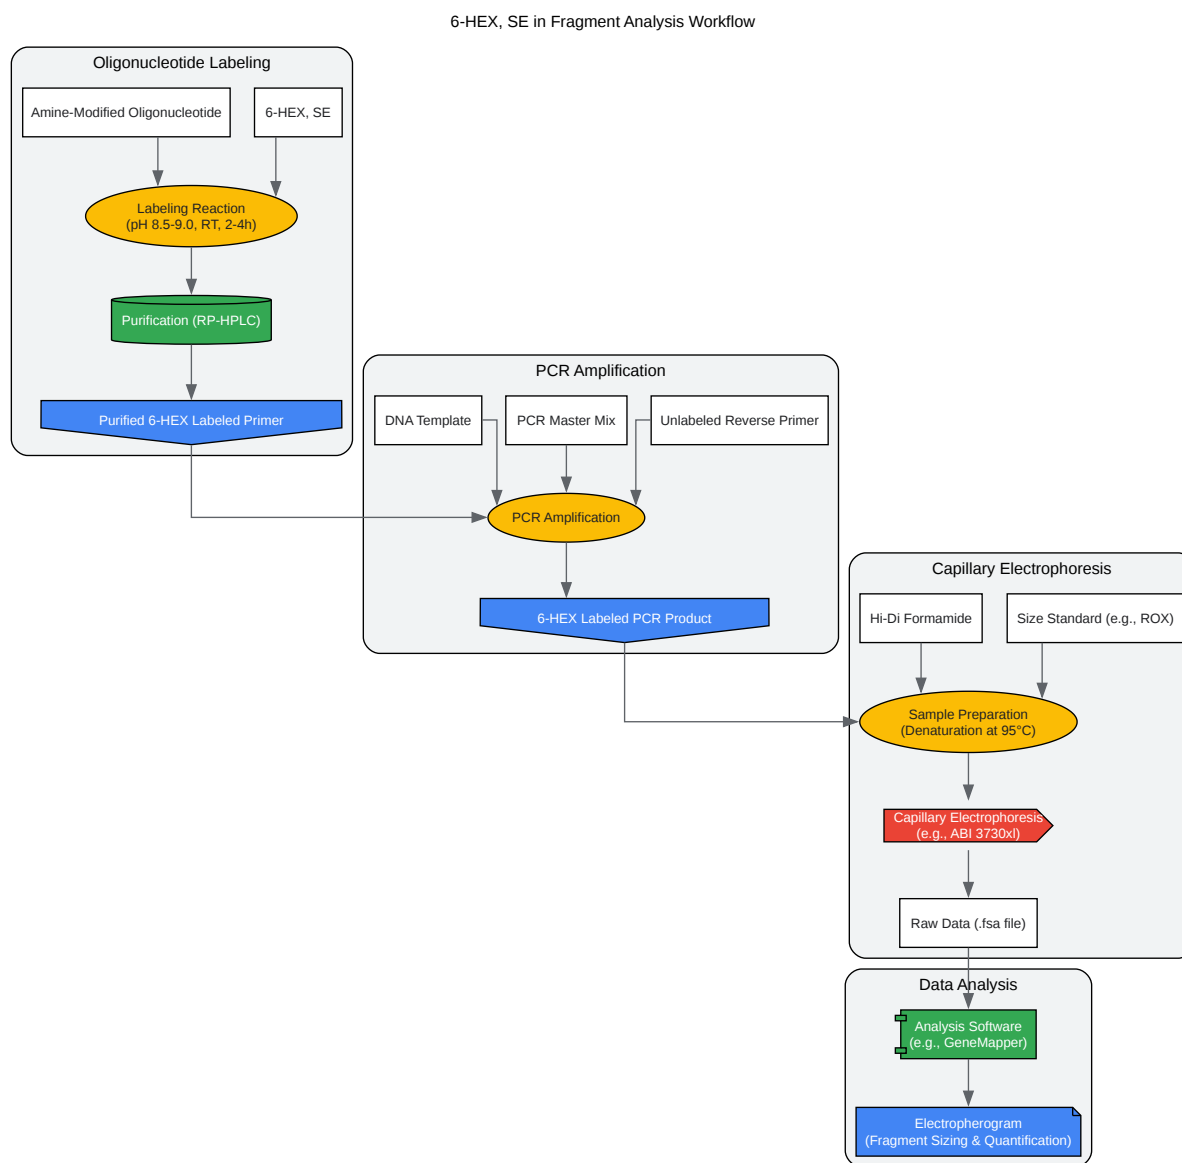 6-HEX, SE in Fragment Analysis Workflow
Oligonucleotide Labeling
Amine-Modified Oligonucleotide
6-HEX, SE
Labeling Reaction
(pH 8.5-9.0, RT, 2-4h)
Purification (RP-HPLC)
Purified 6-HEX Labeled Primer
PCR Amplification
DNA Template
PCR Master Mix
Unlabeled Reverse Primer
PCR Amplification
6-HEX Labeled PCR Product
Capillary Electrophoresis
Hi-Di Formamide
Size Standard (e.g., ROX)
Sample Preparation
(Denaturation at 95°C)
Capillary Electrophoresis
(e.g., ABI 3730xl)
Raw Data (.fsa file)
Data Analysis
Analysis Software
(e.g., GeneMapper)
Electropherogram
(Fragment Sizing & Quantification)